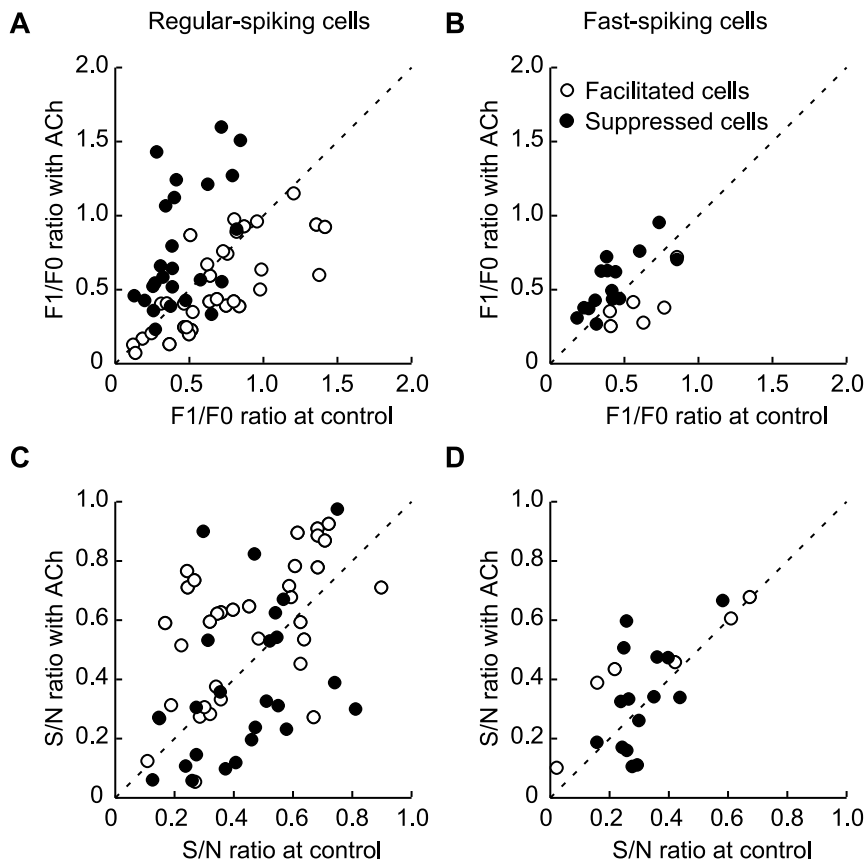 A
Regular-spiking cells
B
Fast-spiking cells
2.0
1.5
1.0
0.5
0
F1/F0 ratio with ACh
0
0.5
1.0
1.5
2.0
F1/F0 ratio at control
2.0
1.5
1.0
0.5
0
F1/F0 ratio with ACh
Facilitated cells
Suppressed cells
0
0.5
1.0
1.5
2.0
F1/F0 ratio at control
C
1.0
0.8
0.6
0.4
0.2
0
S/N ratio with ACh
0
0.2
0.4
0.6
0.8
1.0
S/N ratio at control
D
1.0
0.8
0.6
0.4
0.2
0
S/N ratio with ACh
0
0.2
0.4
0.6
0.8
1.0
S/N ratio at control